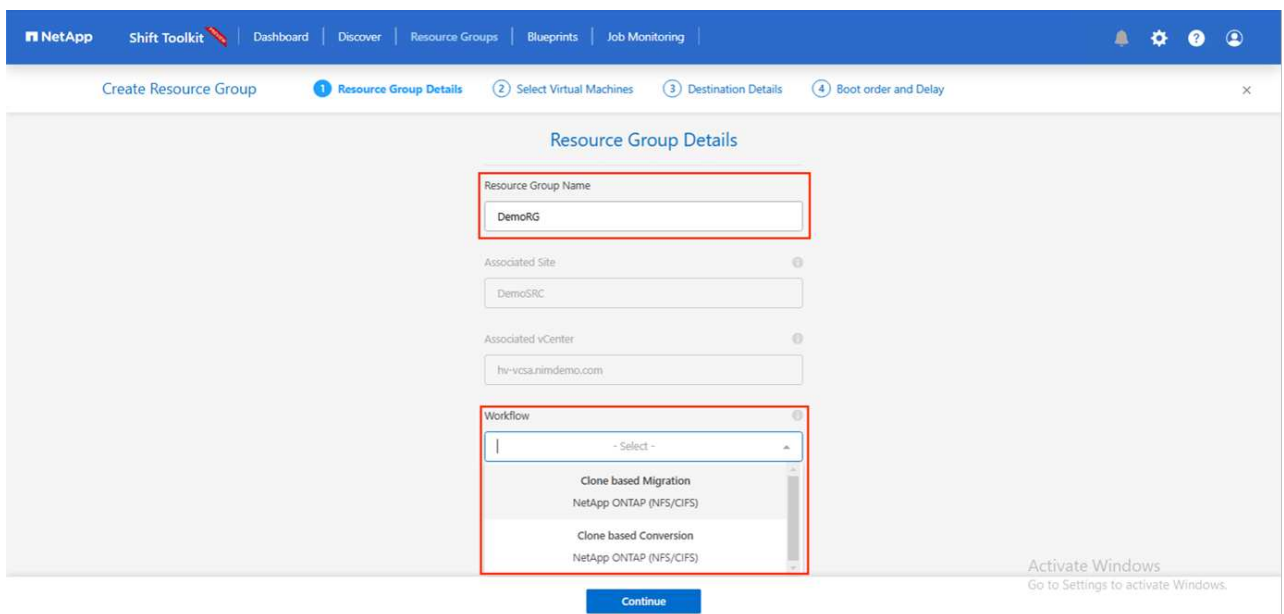 NetApp
Shift Toolkit
Dashboard
Discover
Resource Groups
Blueprints
Job Monitoring
?
Create Resource Group
1 Resource Group Details
2 Select Virtual Machines
3 Destination Details
4 Boot order and Delay
Resource Group Details
Resource Group Name
DemoRG
Associated Site
DemoSRC
Associated vCenter
hv-vcsa.nimdemo.com
Workflow
- Select -
Clone based Migration
NetApp ONTAP (NFS/CIFS)
Clone based Conversion
NetApp ONTAP (NFS/CIFS)
Activate Windows
Go to Settings to activate Windows.
Continue